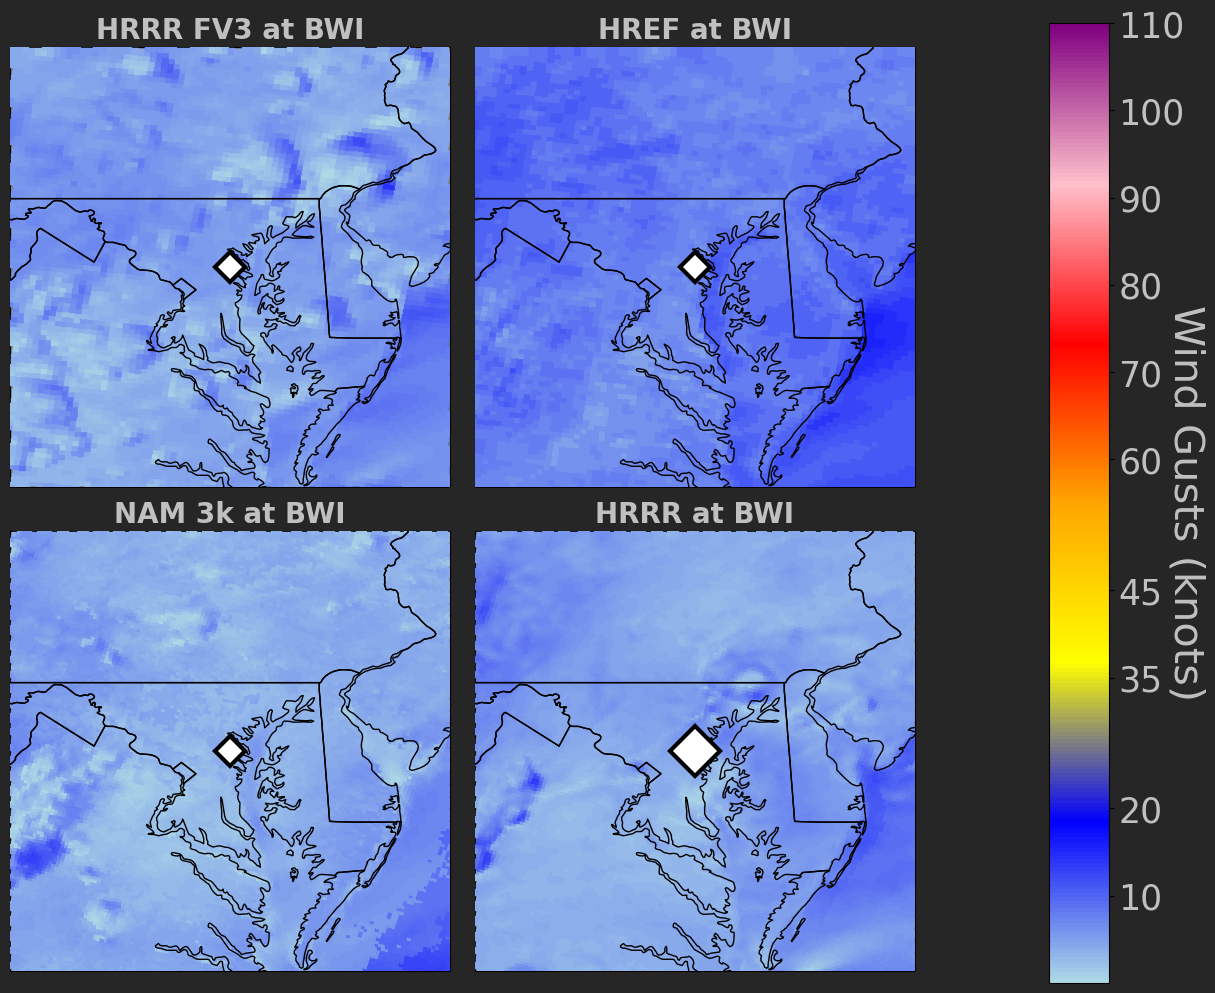 HRRR FV3 at BWI
HREF at BWI
NAM 3k at BWI
HRRR at BWI
110
100
90
80
70
60
45
35
20
10
Wind Gusts (knots)